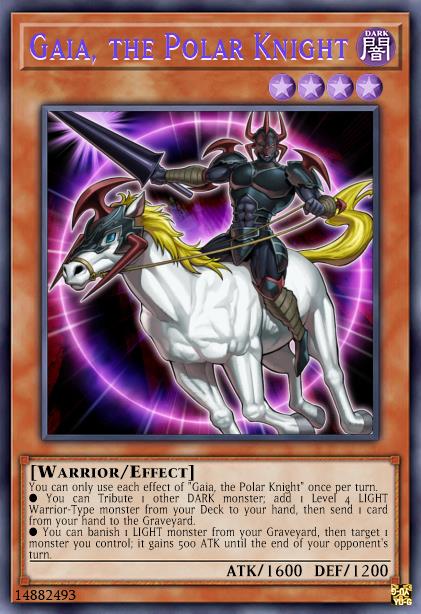 GAIA, THE POLAR KNIGHT
DARK
闇
[WARRIOR/EFFECT]
You can only use each effect of "Gaia, the Polar Knight" once per turn.
● You can Tribute 1 other DARK monster; add 1 Level 4 LIGHT
Warrior-Type monster from your Deck to your hand, then send 1
card from your hand to the Graveyard.
● You can banish 1 LIGHT monster from your Graveyard, then target 1
monster you control; it gains 500 ATK until the end of your opponent's
turn.
ATK/1600 DEF/1200
14882493